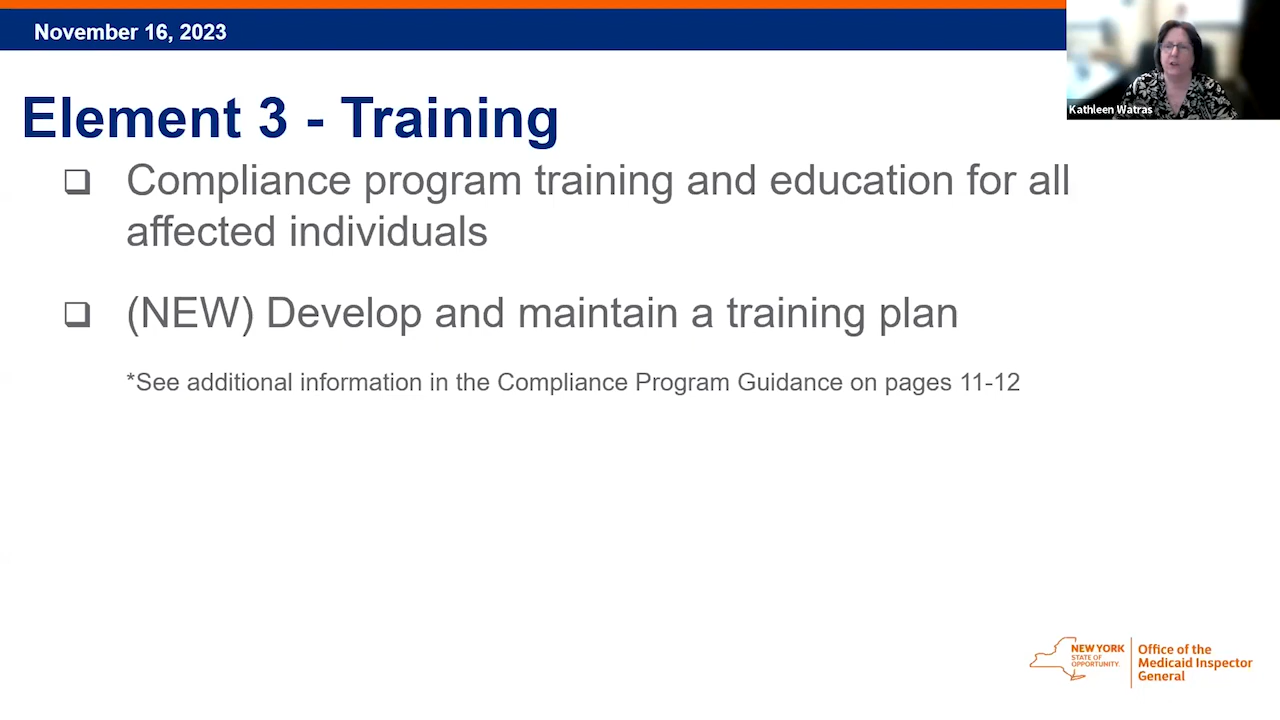 November 16, 2023
Kathleen Watras
Element 3 - Training
Compliance program training and education for all
affected individuals
(NEW) Develop and maintain a training plan
*See additional information in the Compliance Program Guidance on pages 11-12
NEW YORK
STATE OF
OPPORTUNITY.
Office of the
Medicaid Inspector
General